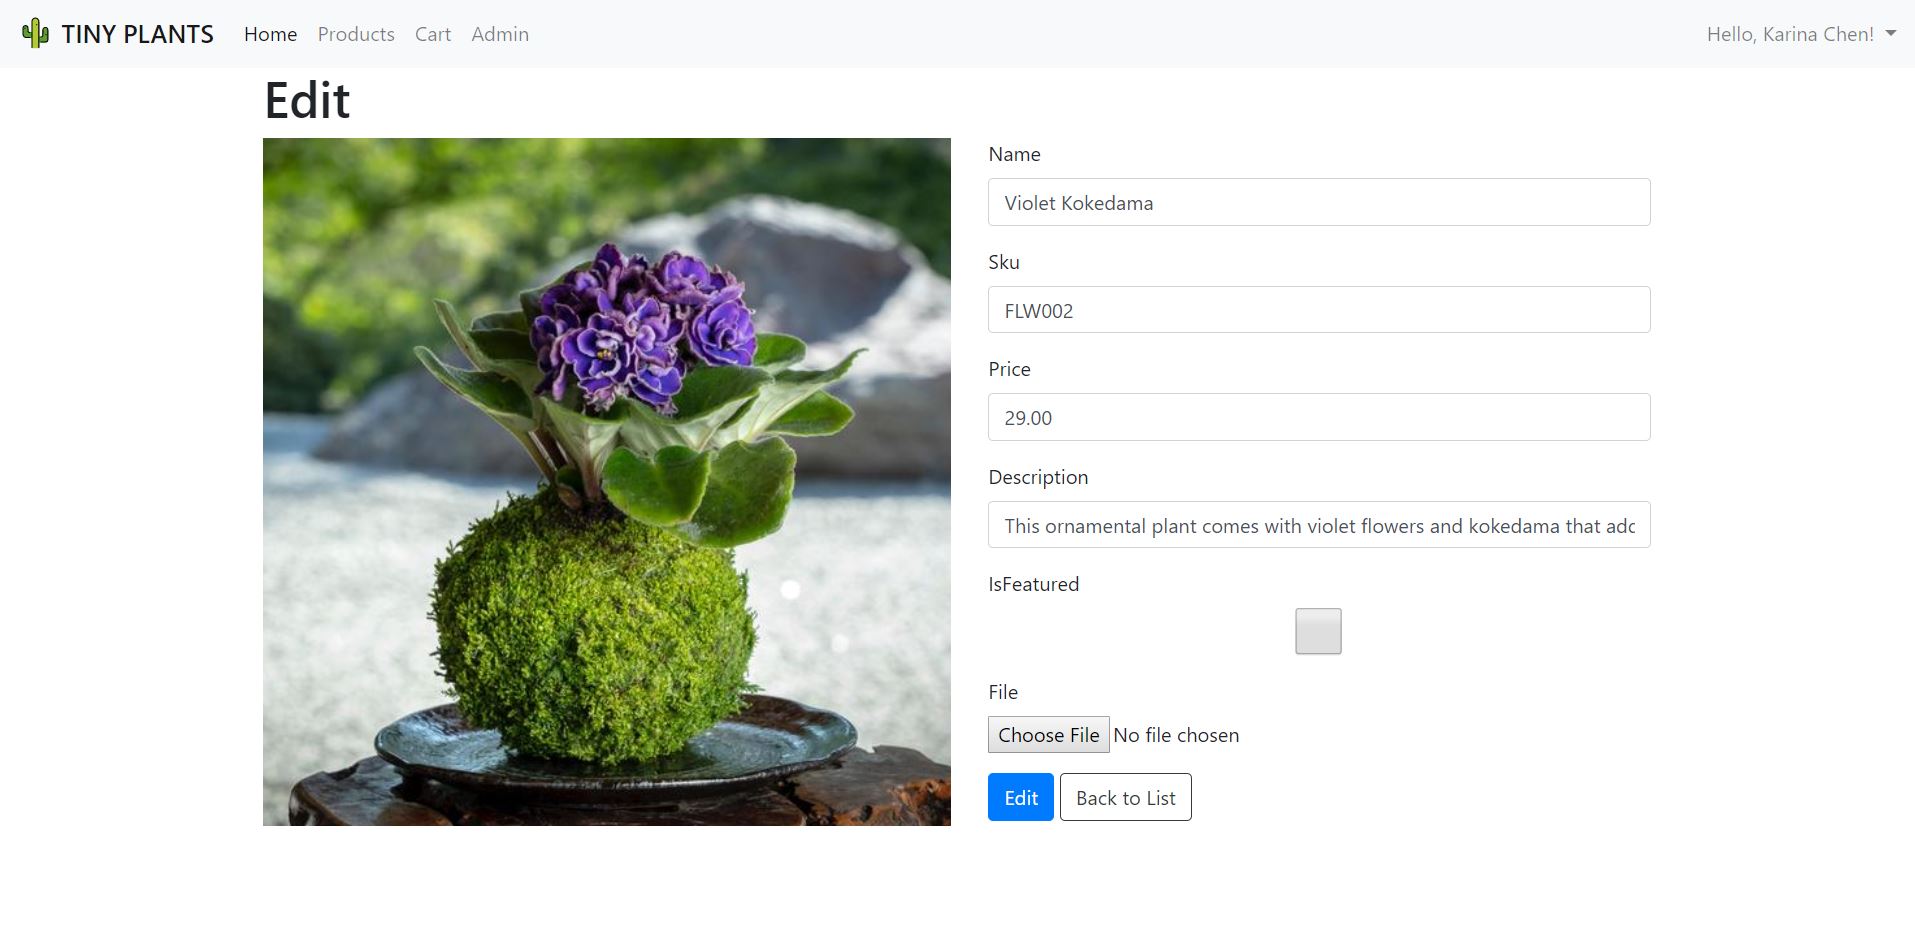 TINY PLANTS Home Products Cart Admin Hello, Karina Chen!
Edit
Name
Violet Kokedama
Sku
FLW002
Price
29.00
Description
This ornamental plant comes with violet flowers and kokedama that
IsFeatured
File
Choose File No file chosen
Edit Back to List